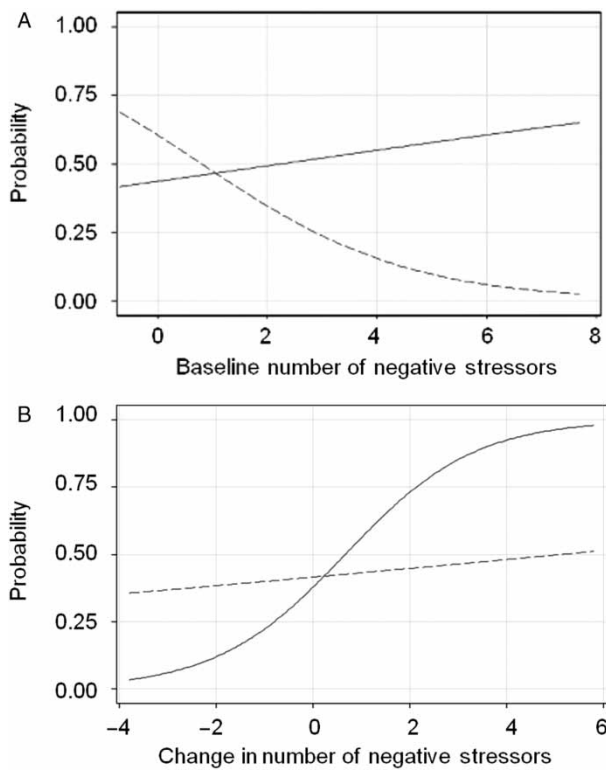 A
1.00
0.75
0.50
0.25
0.00
Probability
0 2 4 6 8
Baseline number of negative stressors
B
1.00
0.75
0.50
0.25
0.00
Probability
−4 −2 0 2 4 6
Change in number of negative stressors